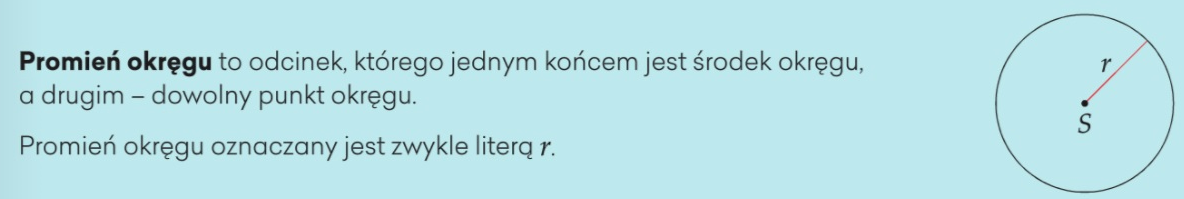 Promień okręgu to odcinek, którego jednym końcem jest środek okręgu,
a drugim – dowolny punkt okręgu.
Promień okręgu oznaczany jest zwykle literą r.
r
S